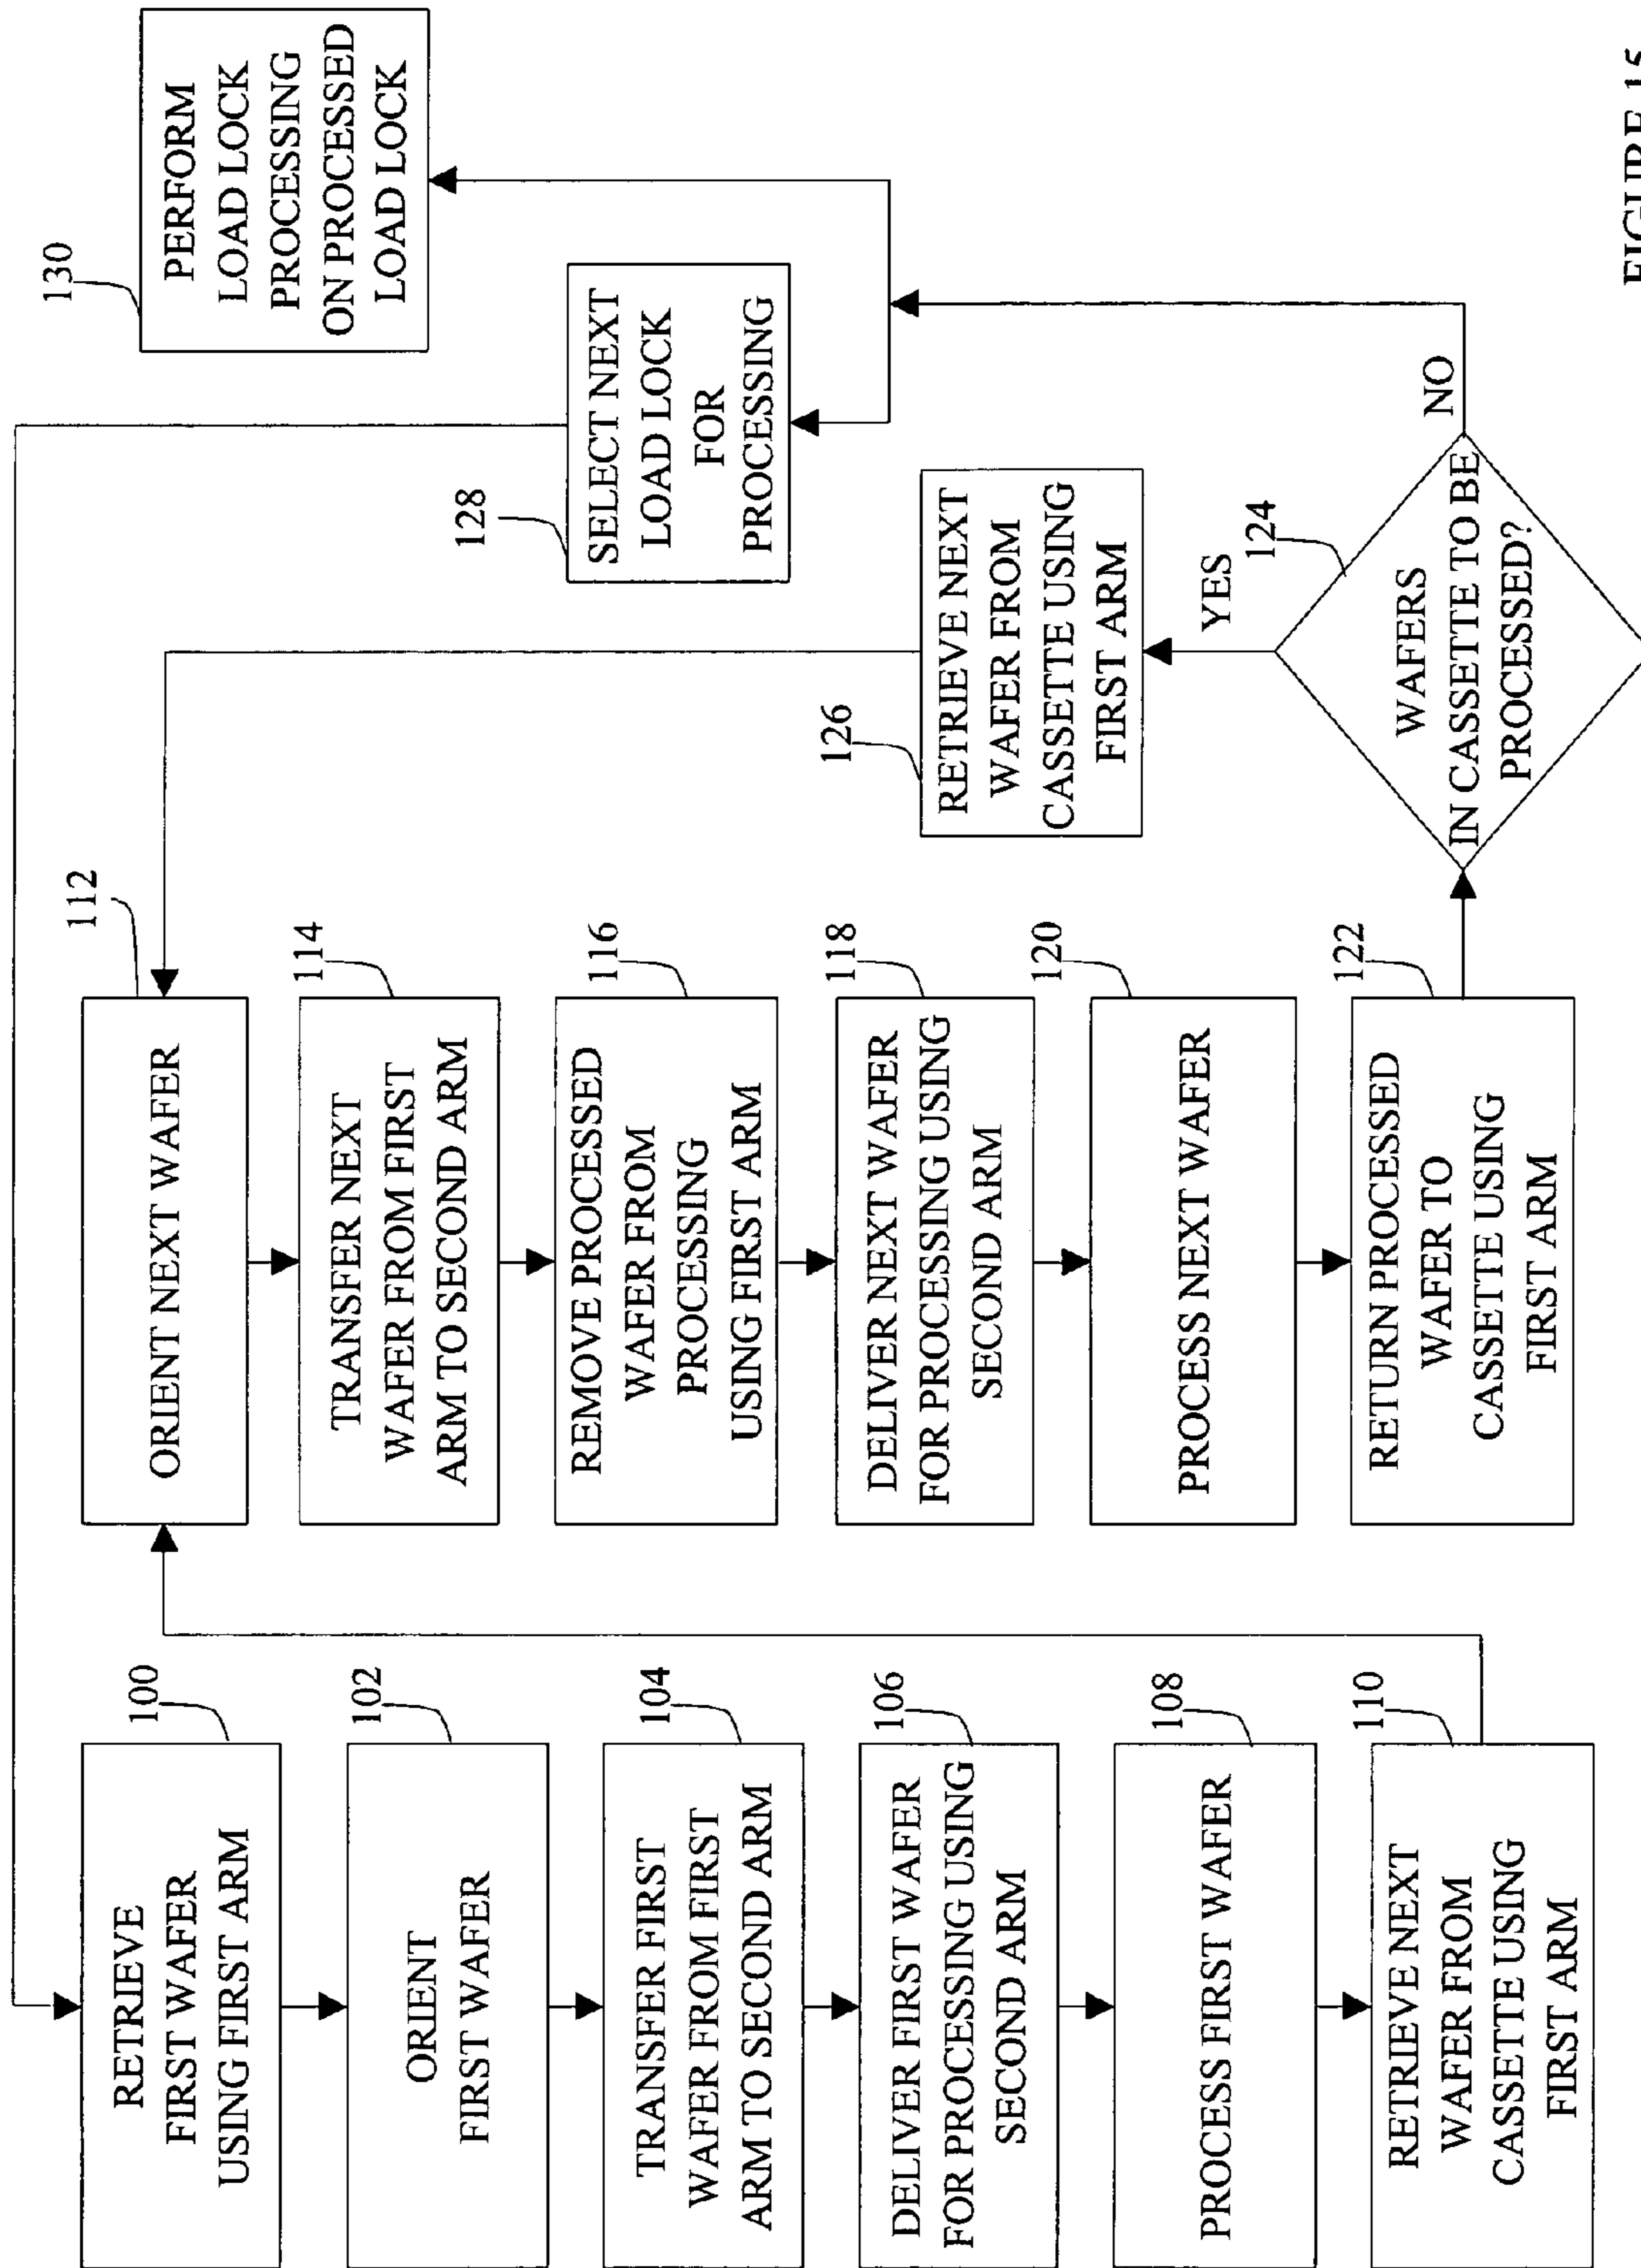 100
RETRIEVE
FIRST WAFER
USING FIRST ARM
102
ORIENT
FIRST WAFER
104
TRANSFER FIRST
WAFER FROM FIRST
ARM TO SECOND ARM
106
DELIVER FIRST WAFER
FOR PROCESSING USING
SECOND ARM
108
PROCESS FIRST WAFER
110
RETRIEVE NEXT
WAFER FROM
CASSETTE USING
FIRST ARM
112
ORIENT NEXT WAFER
114
TRANSFER NEXT
WAFER FROM FIRST
ARM TO SECOND ARM
116
REMOVE PROCESSED
WAFER FROM
PROCESSING
USING FIRST ARM
118
DELIVER NEXT WAFER
FOR PROCESSING USING
SECOND ARM
120
PROCESS NEXT WAFER
122
RETURN PROCESSED
WAFER TO
CASSETTE USING
FIRST ARM
124
WAFERS
IN CASSETTE TO BE
PROCESSED?
YES
NO
126
RETRIEVE NEXT
WAFER FROM
CASSETTE USING
FIRST ARM
128
SELECT NEXT
LOAD LOCK
FOR
PROCESSING
130
PERFORM
LOAD LOCK
PROCESSING
ON PROCESSED
LOAD LOCK
FIGURE 15